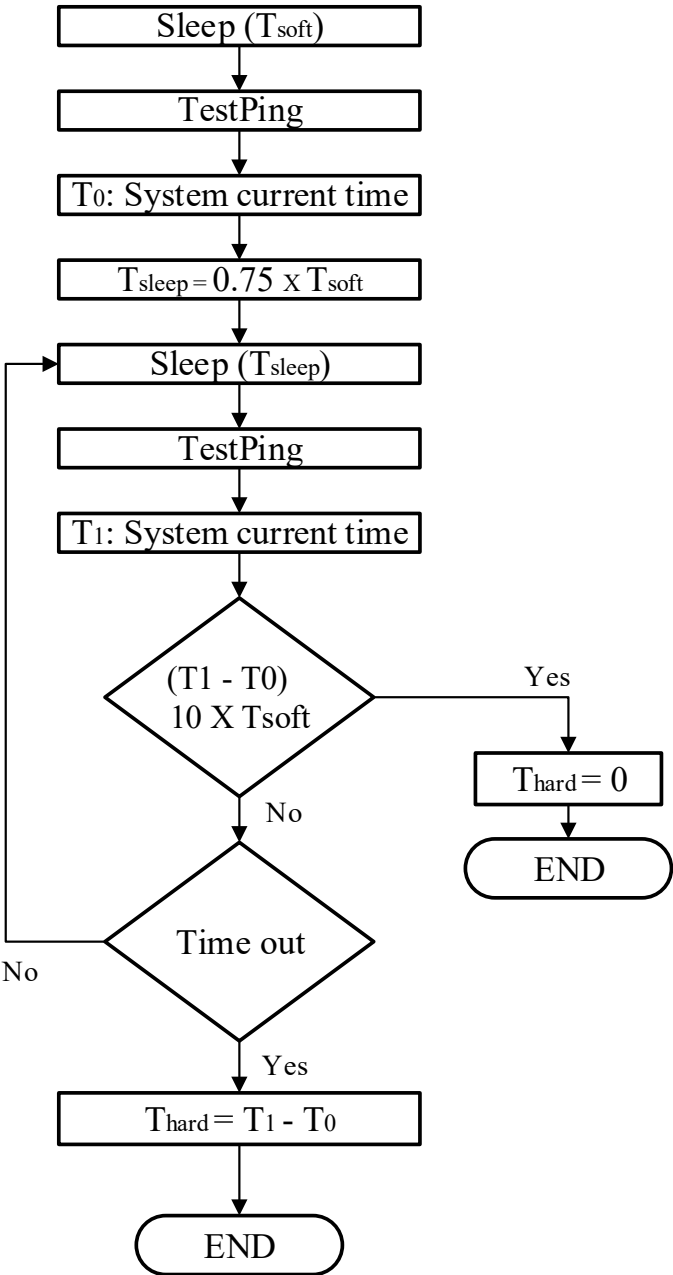 Sleep (Tsoft)
TestPing
T0: System current time
Tsleep = 0.75 X Tsoft
Sleep (Tsleep)
TestPing
T1: System current time
(T1 - T0)
10 X Tsoft
Yes
Thard = 0
END
No
Time out
No
Yes
Thard = T1 - T0
END